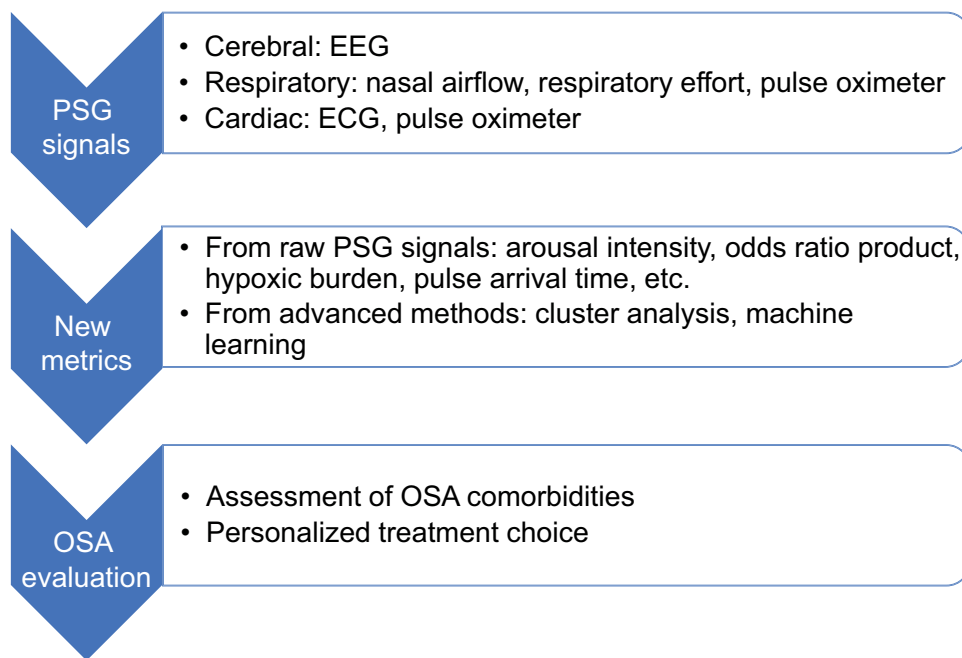 PSG
signals
• Cerebral: EEG
• Respiratory: nasal airflow, respiratory effort, pulse oximeter
• Cardiac: ECG, pulse oximeter
New
metrics
• From raw PSG signals: arousal intensity, odds ratio product,
hypoxic burden, pulse arrival time, etc.
• From advanced methods: cluster analysis, machine
learning
OSA
evaluation
• Assessment of OSA comorbidities
• Personalized treatment choice